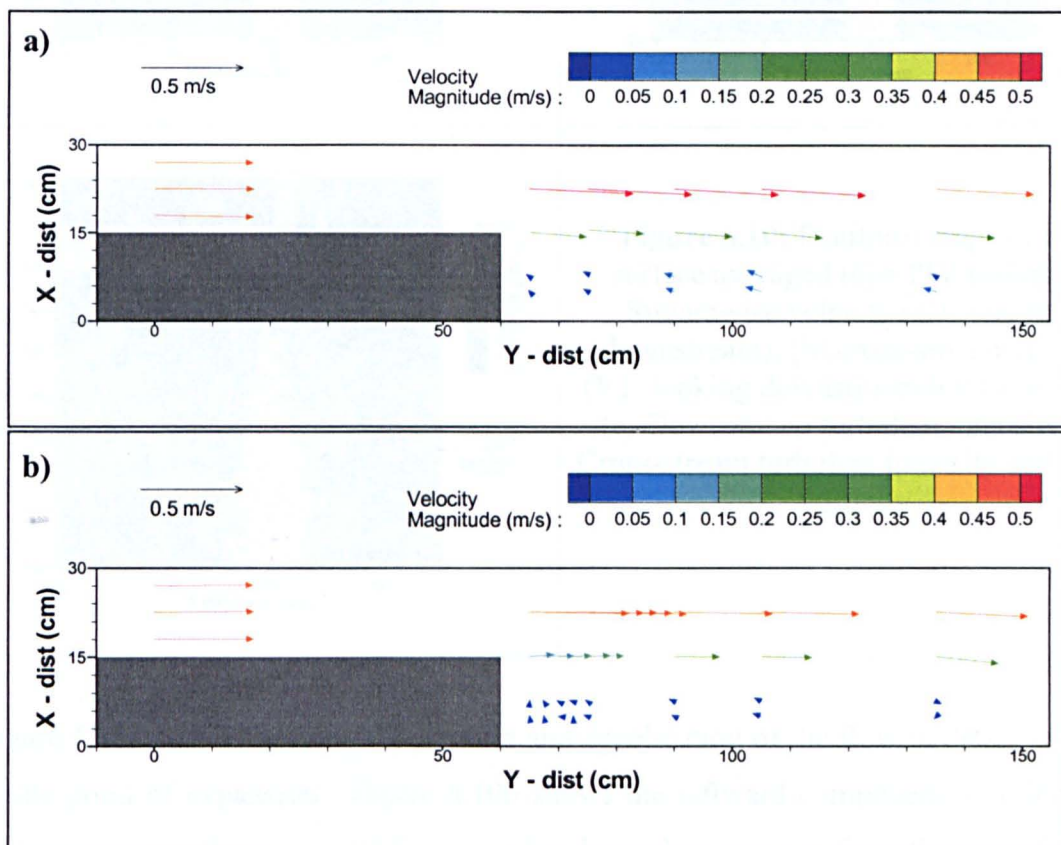 a)
0.5 m/s
Velocity
Magnitude (m/s) :
0 0.05 0.1 0.15 0.2 0.25 0.3 0.35 0.4 0.45 0.5
30
15
0
X - dist (cm)
0 50 100 150
Y - dist (cm)
b)
0.5 m/s
Velocity
Magnitude (m/s) :
0 0.05 0.1 0.15 0.2 0.25 0.3 0.35 0.4 0.45 0.5
30
15
0
X - dist (cm)
0 50 100 150
Y - dist (cm)